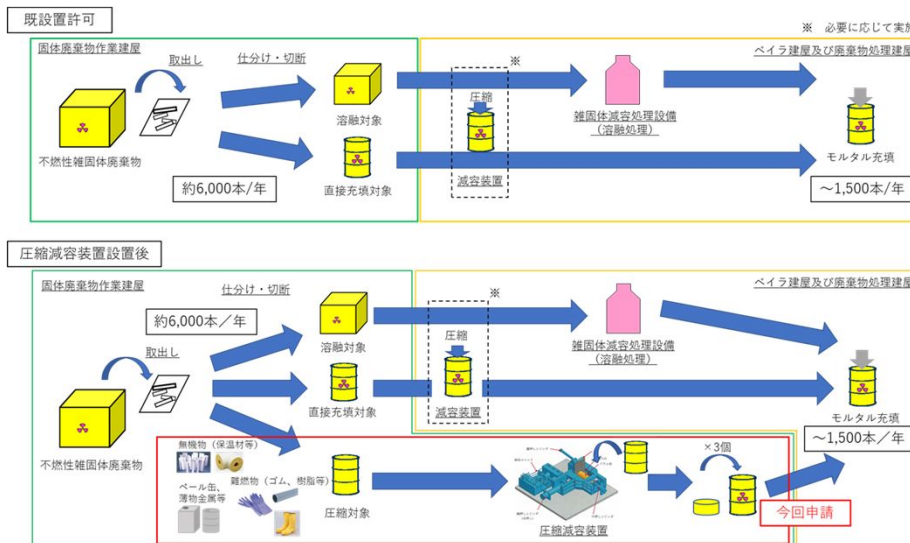 既設置許可
※ 必要に応じて実施
固体廃棄物作業建屋
ベイラ建屋及び廃棄物処理建屋
取出し
仕分け・切断
※
圧縮
溶融対象
雑固体減容処理設備
(溶融処理)
不燃性雑固体廃棄物
モルタル充填
約6,000本/年
直接充填対象
減容装置
～1,500本/年
圧縮減容装置設置後
固体廃棄物作業建屋
仕分け・切断
※
ベイラ建屋及び廃棄物処理建屋
約6,000本／年
圧縮
取出し
溶融対象
雑固体減容処理設備
(溶融処理)
直接充填対象
減容装置
モルタル充填
～1,500本／年
不燃性雑固体廃棄物
無機物（保温材等）
×3個
難燃物（ゴム、樹脂等）
ペール缶、
薄物金属等
圧縮対象
圧縮減容装置
今回申請